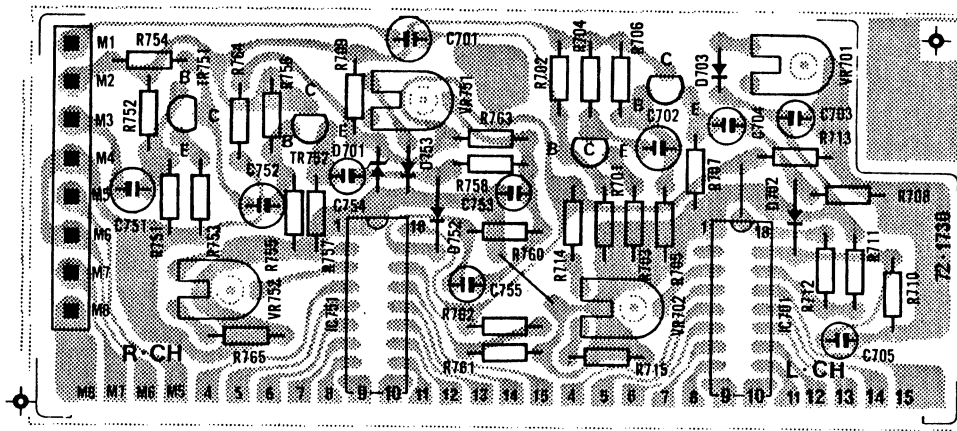 M1
M2
M3
M4
M5
M6
M7
M8
R754
TR751
R764
R756
R769
C701
R704
R706
R702
D703
VR701
R752
B
C
E
B
C
E
TR752
VR751
R763
B
C
E
B
C
E
C702
C704
C703
R713
D701
D753
C752
C754
R758
C753
R707
D702
R708
C751
R751
R753
R755
R757
D752
R760
C755
R714
R701
R703
R705
1
18
1
18
R711
R712
R710
72-173B
VR752
IC751
R762
R761
VR702
IC701
R765
R715
C705
R·CH
L·CH
M8 M7 M6 M5 4 5 6 7 8 9 10 11 12 13 14 15 4 5 6 7 8 9 10 11 12 13 14 15